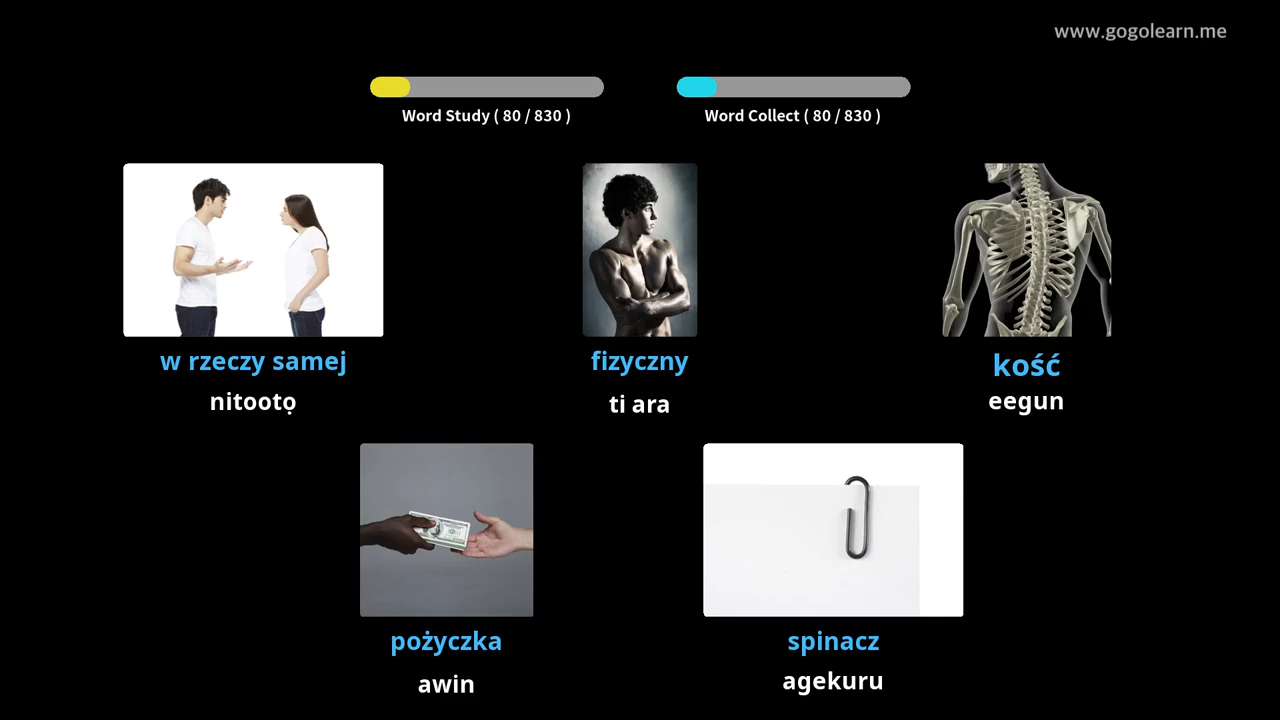 www.gogolearn.me
Word Study ( 80 / 830 )
Word Collect ( 80 / 830 )
w rzeczy samej
nitootọ
fizyczny
ti ara
kość
eegun
pożyczka
awin
spinacz
agekuru